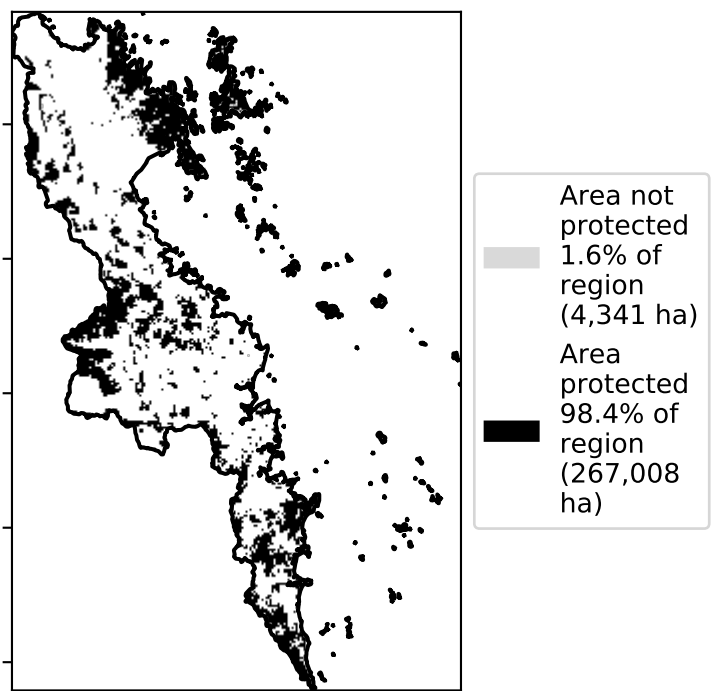 Area not
protected
1.6% of
region
(4,341 ha)
Area
protected
98.4% of
region
(267,008
ha)